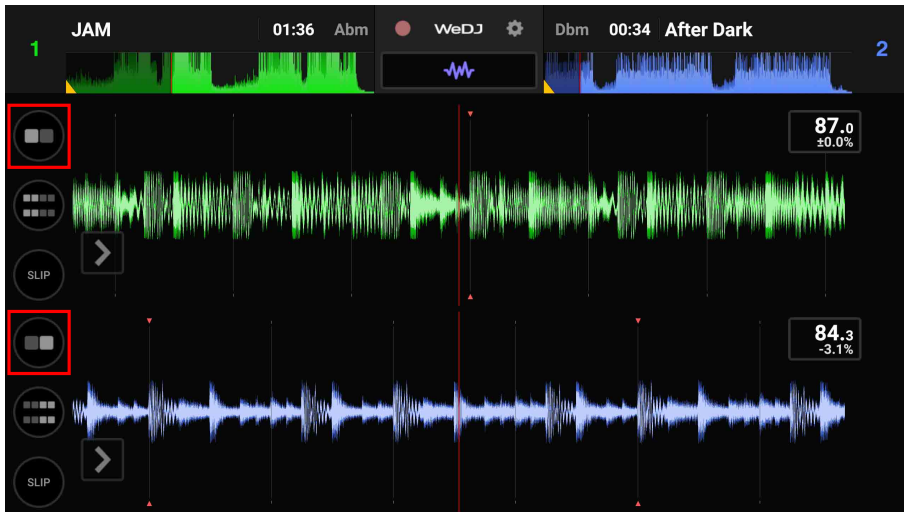 1
JAM
01:36
Abm
WeDJ
Dbm
00:34
After Dark
2
87.0
±0.0%
SLIP
84.3
-3.1%
SLIP